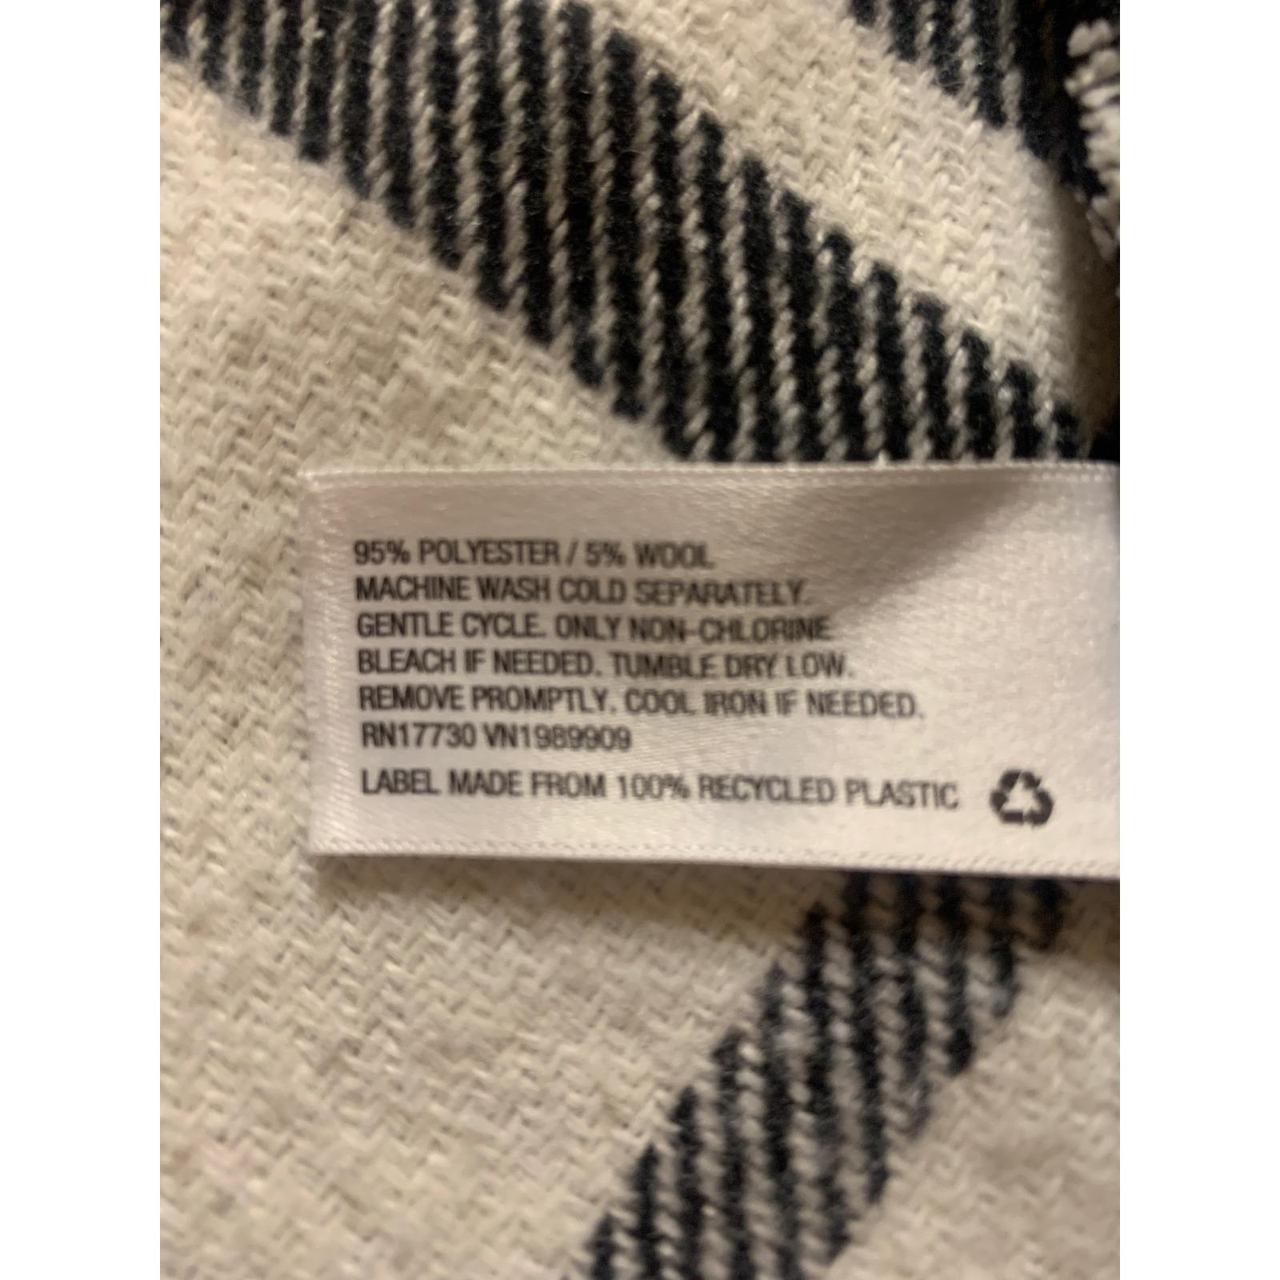 95% POLYESTER / 5% WOOL
MACHINE WASH COLD SEPARATELY.
GENTLE CYCLE. ONLY NON-CHLORINE
BLEACH IF NEEDED. TUMBLE DRY LOW.
REMOVE PROMPTLY. COOL IRON IF NEEDED.
RN17730 VN1989909
LABEL MADE FROM 100% RECYCLED PLASTIC